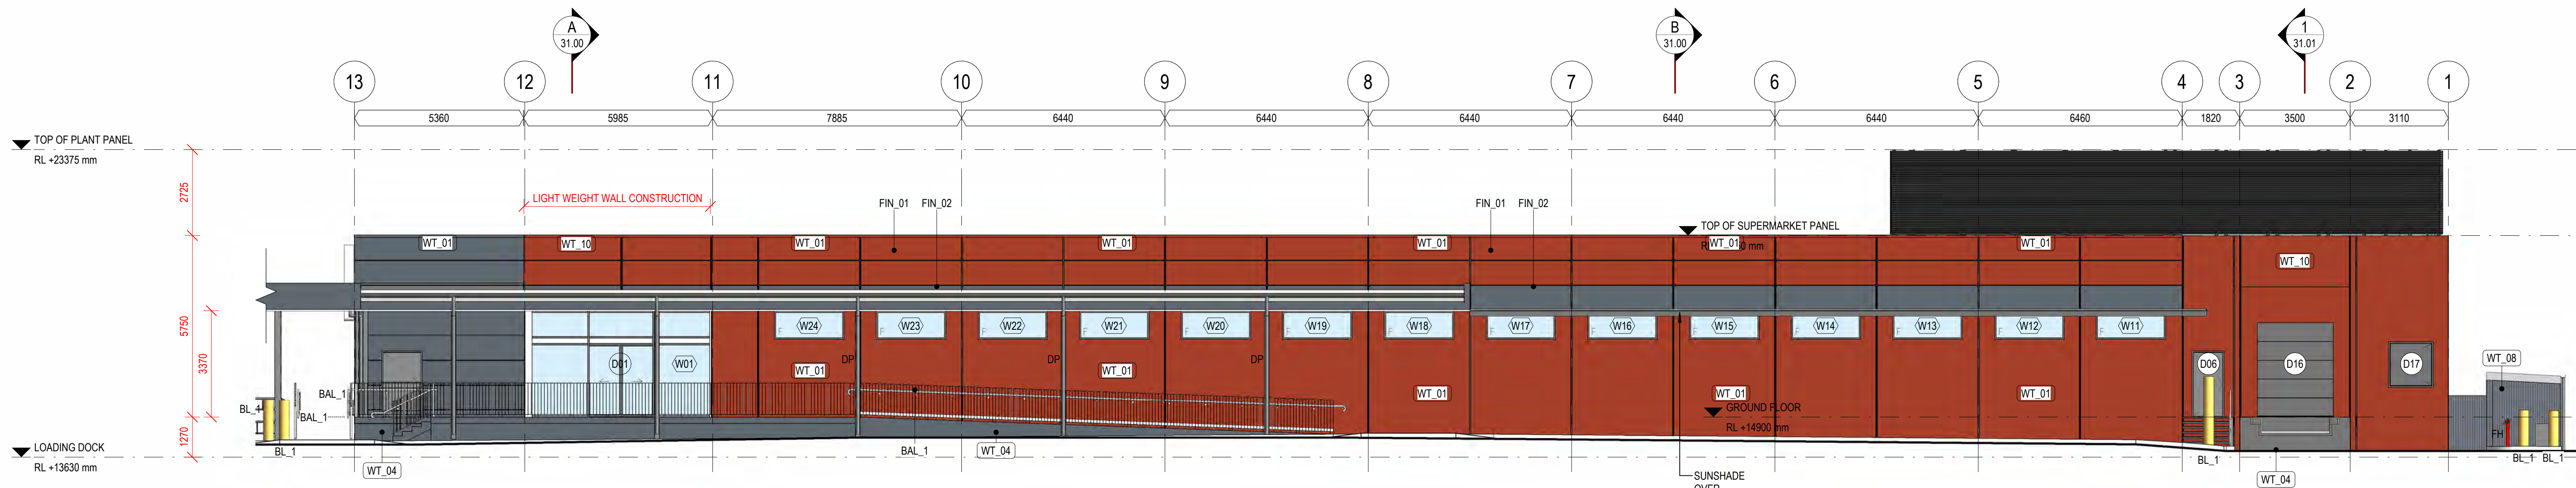 A
31.00
B
31.00
1
31.01
13
12
11
10
9
8
7
6
5
4
3
2
1
5360
5985
7885
6440
6440
6440
6440
6440
6460
1820
3500
3110
TOP OF PLANT PANEL
RL +23375 mm
2725
LIGHT WEIGHT WALL CONSTRUCTION
FIN_01
FIN_02
FIN_01
FIN_02
TOP OF SUPERMARKET PANEL
WT_01
WT_10
WT_01
WT_01
WT_01
WT_01
WT_01
mm
WT_10
5750
3370
W24
W23
W22
W21
W20
W19
W18
W17
W16
W15
W14
W13
W12
W11
F
F
F
F
F
F
F
F
F
F
F
F
F
F
DP
DP
DP
D01
W01
WT_01
WT_01
D06
D16
D17
WT_08
BAL_1
WT_01
WT_01
WT_01
BL_1
BAL_1
GROUND FLOOR
RL +14900 mm
FH
1270
LOADING DOCK
RL +13630 mm
BL_1
WT_04
BAL_1
WT_04
BL_1
BL_1
BL_1
SUNSHADE
OVER
WT_04